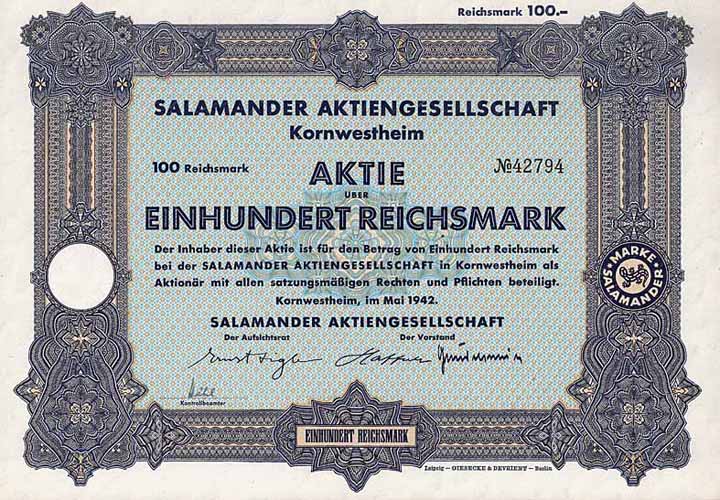 Reichsmark 100.–
SALAMANDER AKTIENGESELLSCHAFT
Kornwestheim
100 Reichsmark
AKTIE
№42794
ÜBER
EINHUNDERT REICHSMARK
Der Inhaber dieser Aktie ist für den Betrag von Einhundert Reichsmark
bei der SALAMANDER AKTIENGESELLSCHAFT in Kornwestheim als
Aktionär mit allen satzungsmäßigen Rechten und Pflichten beteiligt.
MARKE SALAMANDER
Kornwestheim, im Mai 1942.
SALAMANDER AKTIENGESELLSCHAFT
Der Aufsichtsrat Der Vorstand
Kontrollbeamter
EINHUNDERT REICHSMARK
Leipzig – GIESECKE & DEVRIENT – Berlin